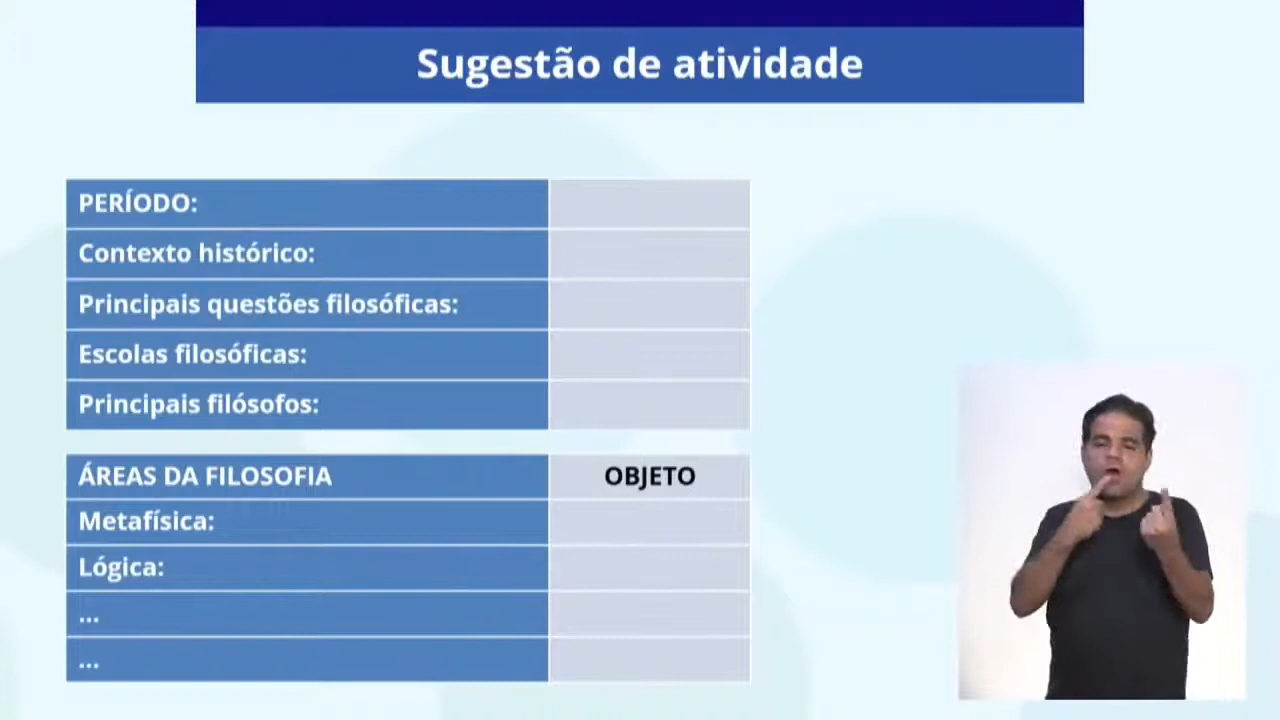 Sugestão de atividade
PERÍODO:
Contexto histórico:
Principais questões filosóficas:
Escolas filosóficas:
Principais filósofos:
ÁREAS DA FILOSOFIA OBJETO
Metafísica:
Lógica:
...
...